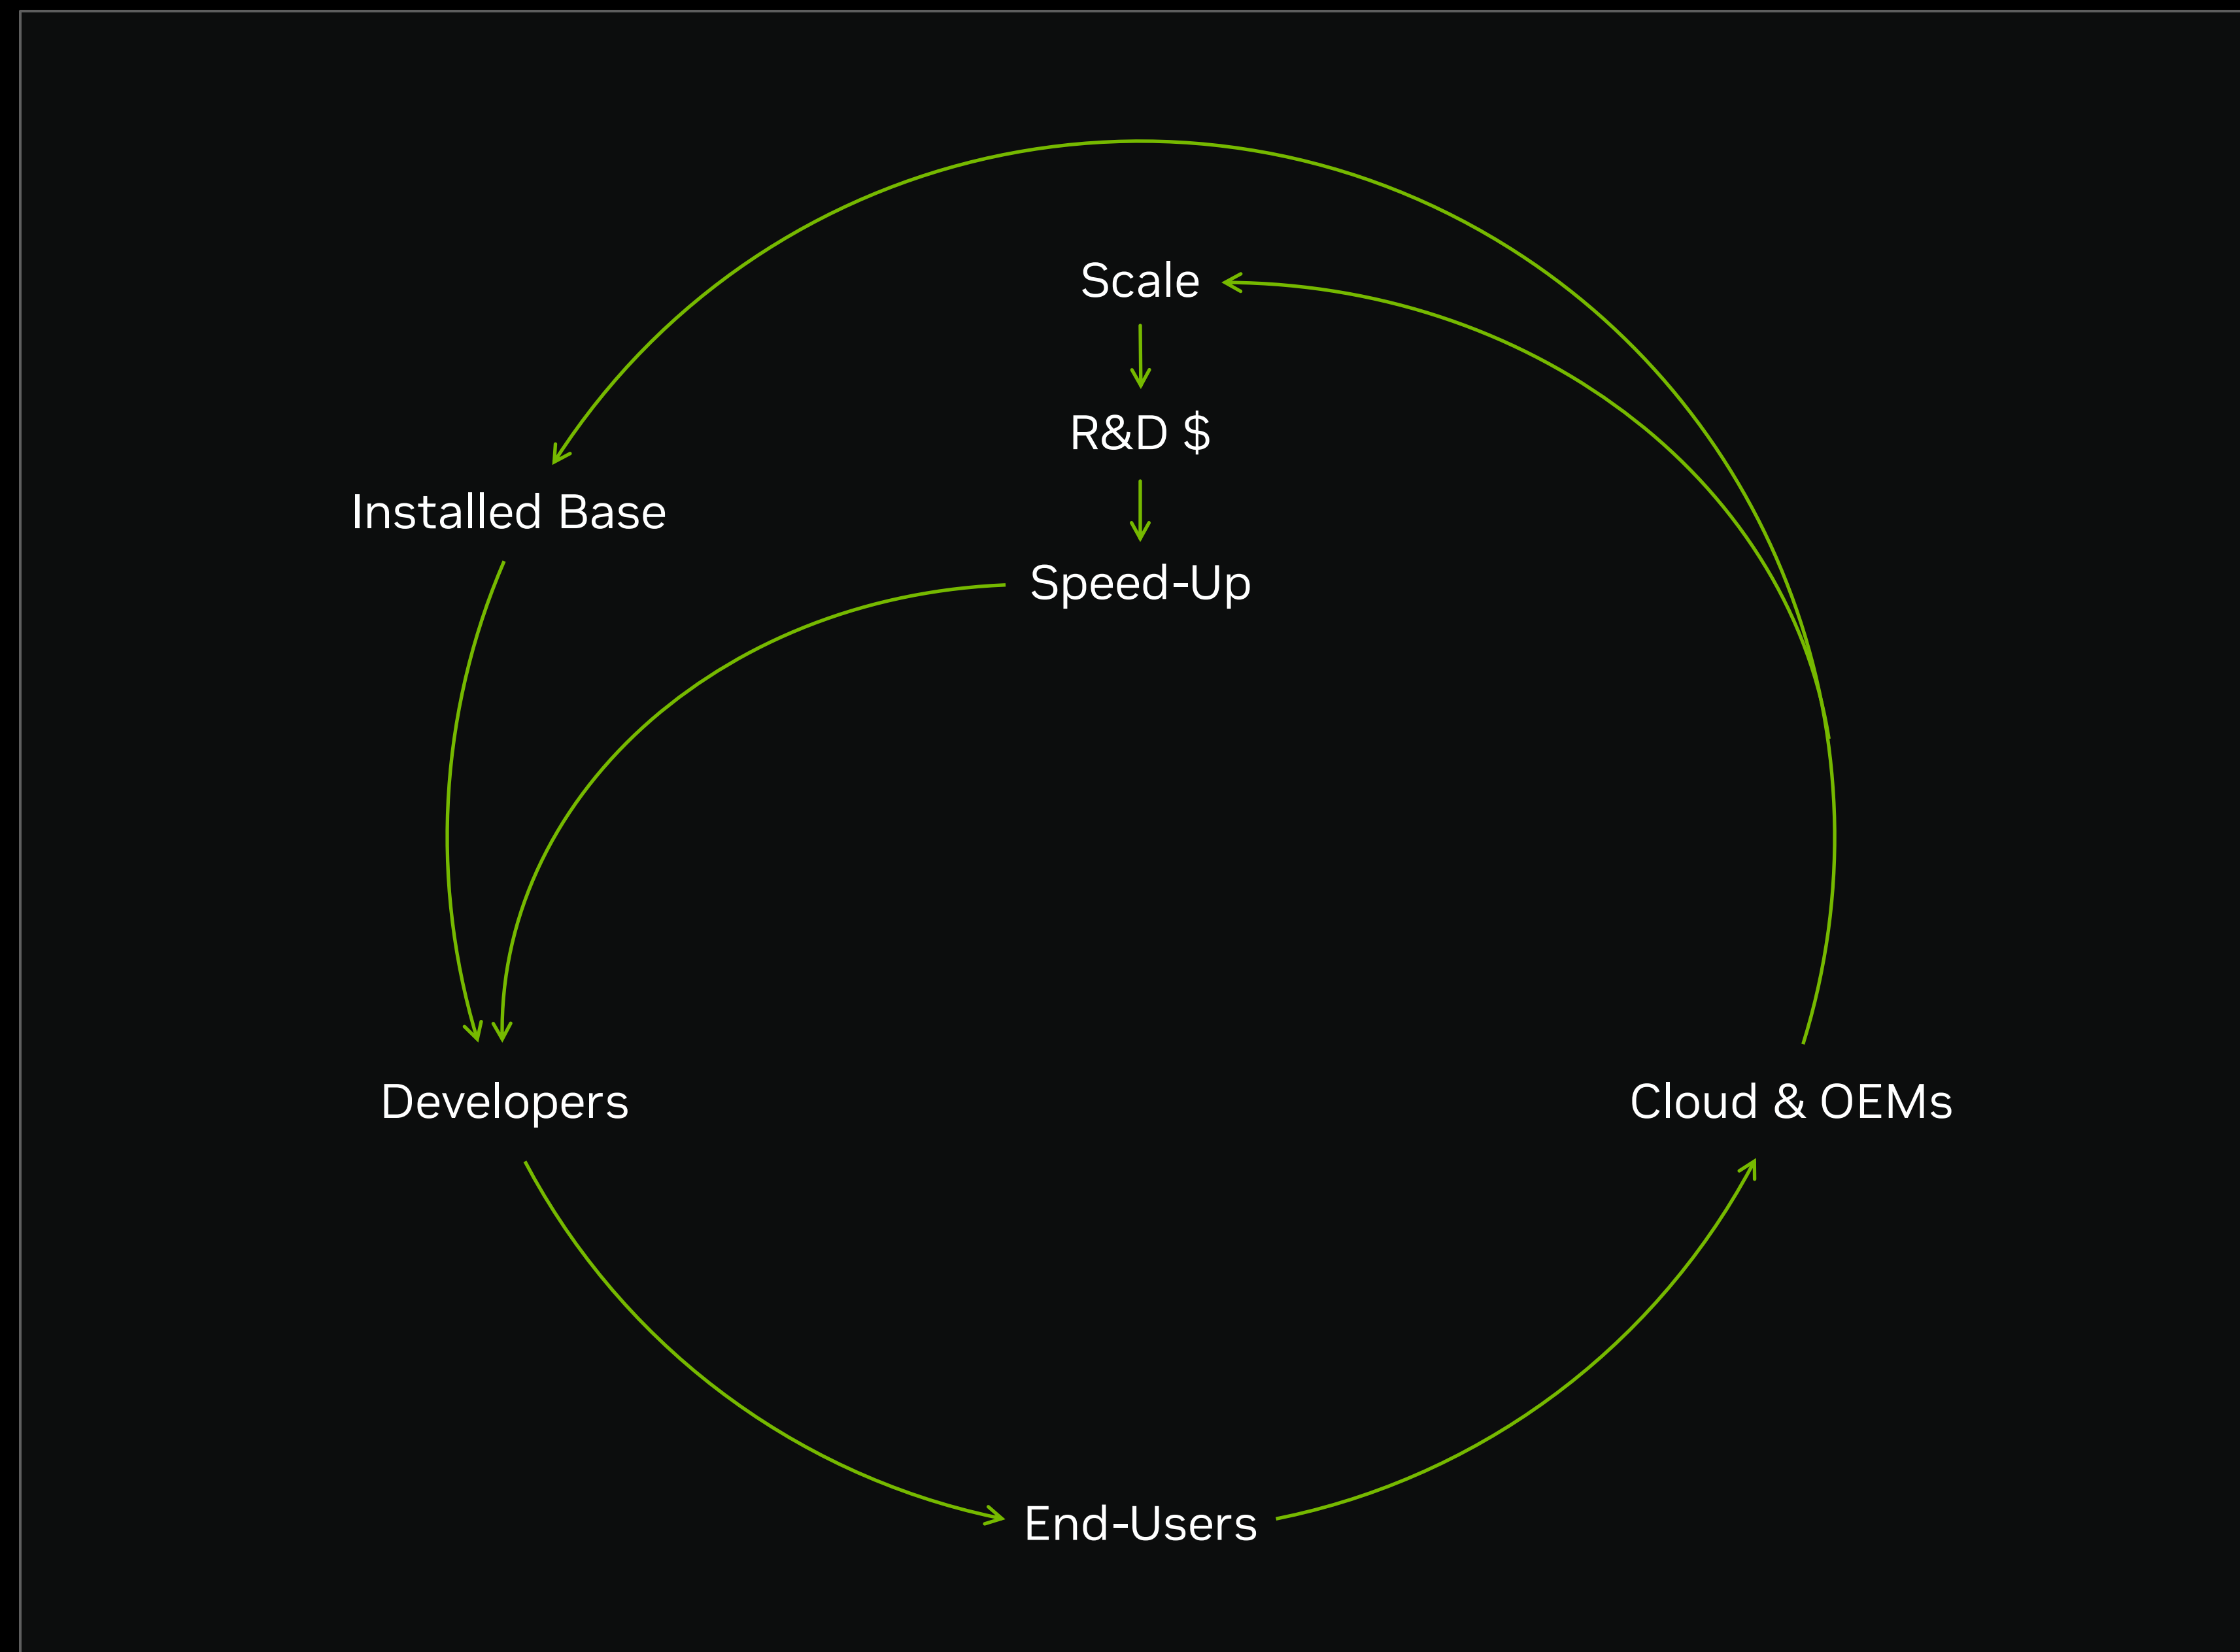 Scale
R&D $
Installed Base
Speed-Up
Developers
Cloud & OEMs
End-Users